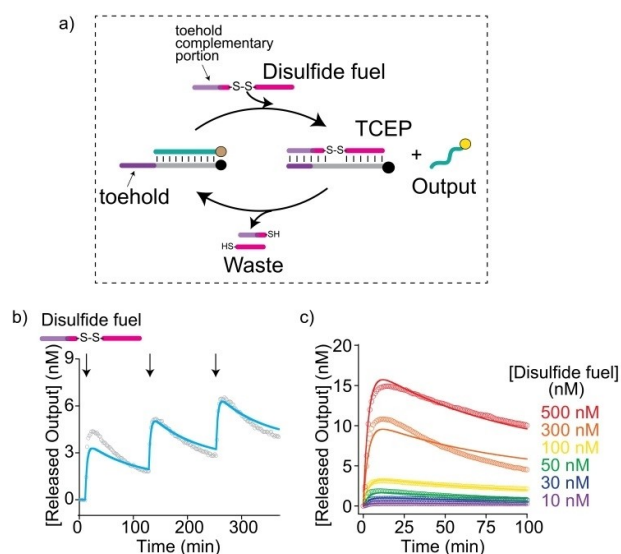 a)
toehold
complementary
portion
S-S
Disulfide fuel
TCEP
S-S
+
Output
toehold
SH
HS
Waste
b)
Disulfide fuel
S-S
[Released Output] (nM)
9
6
3
0
0 100 200 300
Time (min)
c)
[Released Output] (nM)
20
15
10
5
0
0 25 50 75 100
Time (min)
[Disulfide fuel]
(nM)
500 nM
300 nM
100 nM
50 nM
30 nM
10 nM